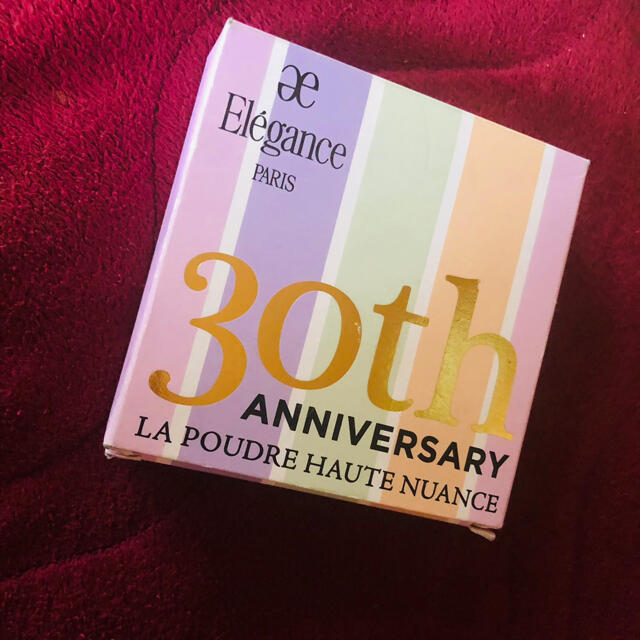 æ
Elégance
PARIS
30th
ANNIVERSARY
LA POUDRE HAUTE NUANCE